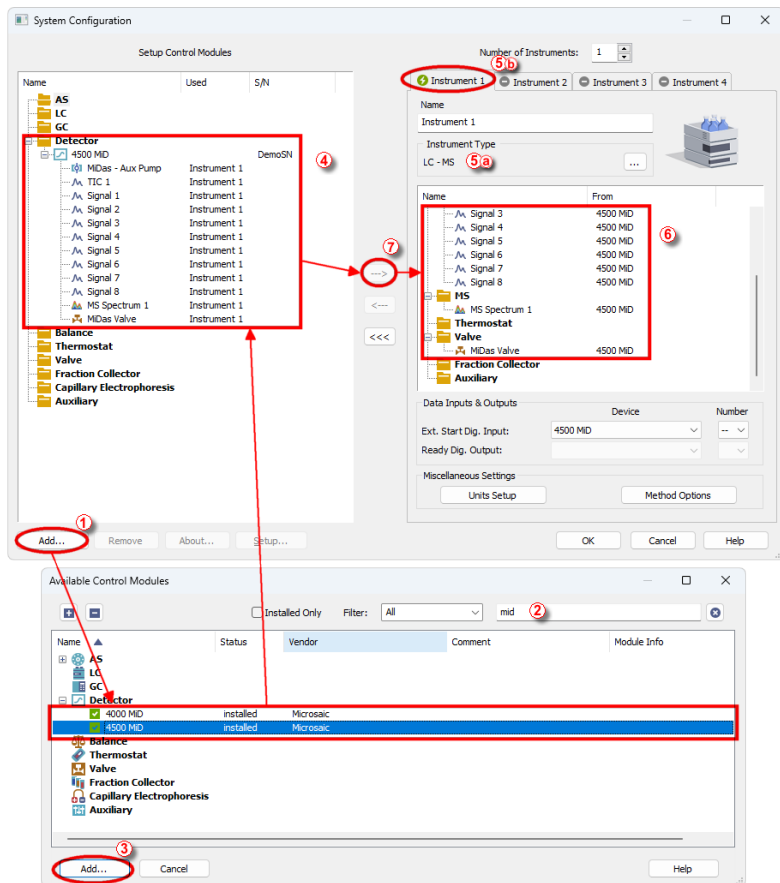 System Configuration
Setup Control Modules
Number of Instruments: 1
Name Used S/N
AS
LC
GC
Detector
4500 MiD DemoSN
MiDas - Aux Pump Instrument 1
TIC 1 Instrument 1
Signal 1 Instrument 1
Signal 2 Instrument 1
Signal 3 Instrument 1
Signal 4 Instrument 1
Signal 5 Instrument 1
Signal 6 Instrument 1
Signal 7 Instrument 1
Signal 8 Instrument 1
MS Spectrum 1 Instrument 1
MiDas Valve Instrument 1
Balance
Thermostat
Valve
Fraction Collector
Capillary Electrophoresis
Auxiliary
4
7
--->
<---
<<<
5 b
Instrument 1 Instrument 2 Instrument 3 Instrument 4
Name
Instrument 1
Instrument Type
LC - MS 5 a ...
Name From
Signal 3 4500 MiD
Signal 4 4500 MiD
Signal 5 4500 MiD
Signal 6 4500 MiD
Signal 7 4500 MiD
Signal 8 4500 MiD
MS
MS Spectrum 1 4500 MiD
Thermostat
Valve
MiDas Valve 4500 MiD
Fraction Collector
Auxiliary
6
Data Inputs & Outputs
Device Number
Ext. Start Dig. Input: 4500 MiD --
Ready Dig. Output:
Miscellaneous Settings
Units Setup Method Options
1
Add... Remove About... Setup...
OK Cancel Help
Available Control Modules
Installed Only Filter: All mid 2
Name Status Vendor Comment Module Info
AS
LC
GC
Detector
4000 MiD installed Microsaic
4500 MiD installed Microsaic
Balance
Thermostat
Valve
Fraction Collector
Capillary Electrophoresis
Auxiliary
3
Add... Cancel Help